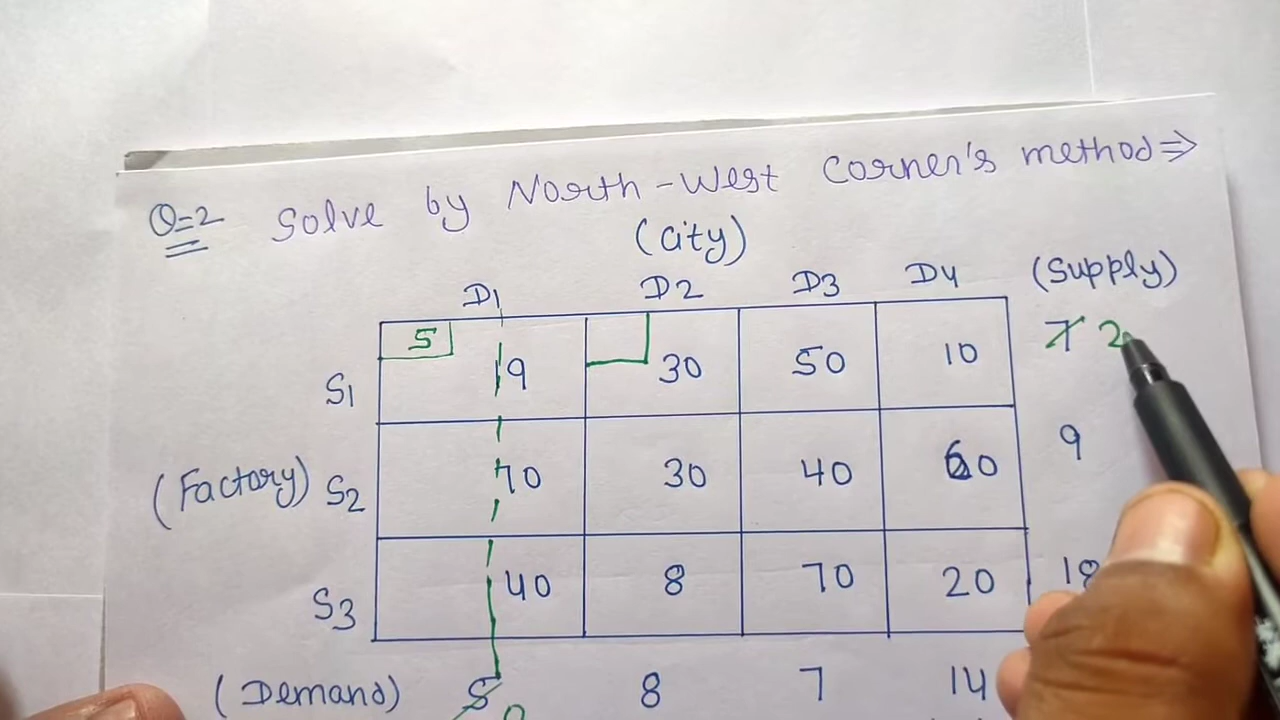 Q=2 Solve by North-West Corner's method⇒
(City)
D1 D2 D3 D4 (Supply)
S1 5 19 30 50 10 7 2
(Factory) S2 70 30 40 60 9
S3 40 8 70 20 18
(Demand) 5 0 8 7 14